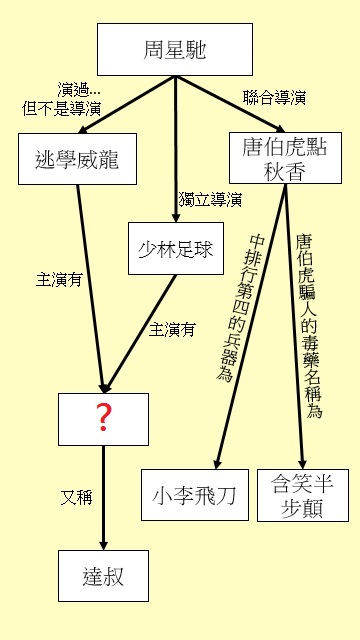 周星馳
演過...
但不是導演
聯合導演
逃學威龍
唐伯虎點
秋香
獨立導演
少林足球
主演有
主演有
中排行第四的兵器為
唐伯虎騙人的毒藥名稱為
?
小李飛刀
含笑半
步顛
又稱
達叔